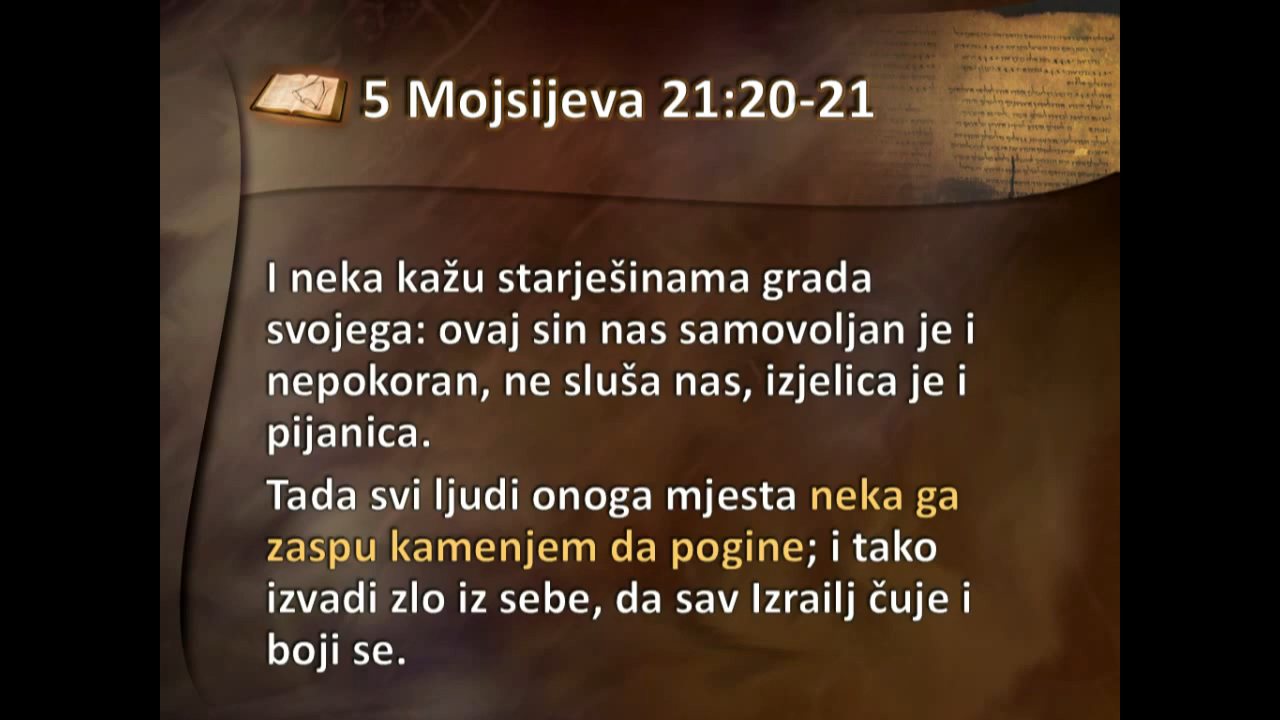 5 Mojsijeva 21:20-21
I neka kažu starješinama grada
svojega: ovaj sin nas samovoljan je i
nepokoran, ne sluša nas, izjelica je i
pijanica.
Tada svi ljudi onoga mjesta neka ga
zaspu kamenjem da pogine; i tako
izvadi zlo iz sebe, da sav Izrailj čuje i
boji se.